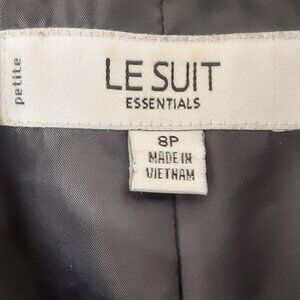 petite
LE SUIT
ESSENTIALS
8P
MADE IN
VIETNAM